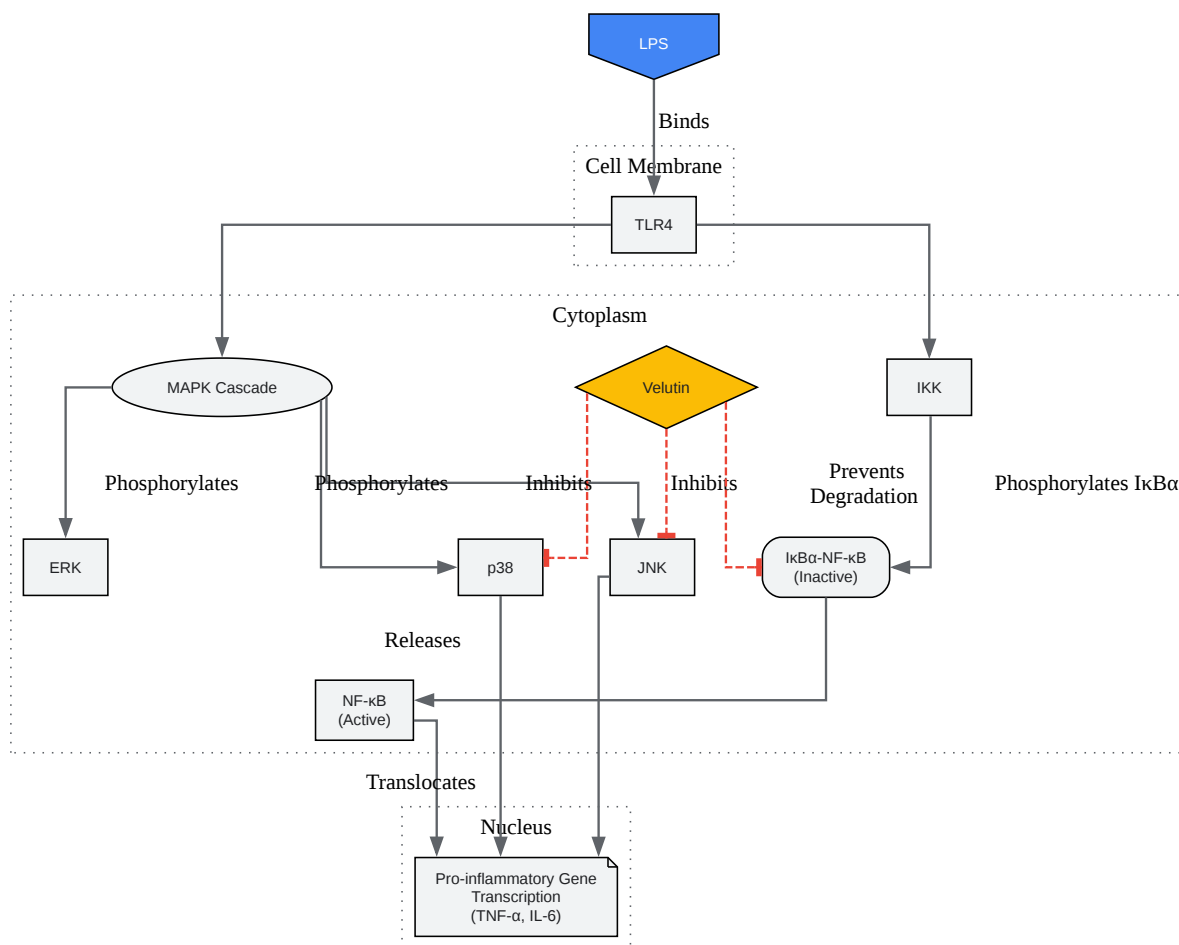 LPS
Binds
Cell Membrane
TLR4
Cytoplasm
MAPK Cascade
Velutin
IKK
Phosphorylates
Phosphorylates
Inhibits
Inhibits
Prevents
Degradation
Phosphorylates IκBα
ERK
p38
JNK
IκBα-NF-κB
(Inactive)
Releases
NF-κB
(Active)
Translocates
Nucleus
Pro-inflammatory Gene
Transcription
(TNF-α, IL-6)